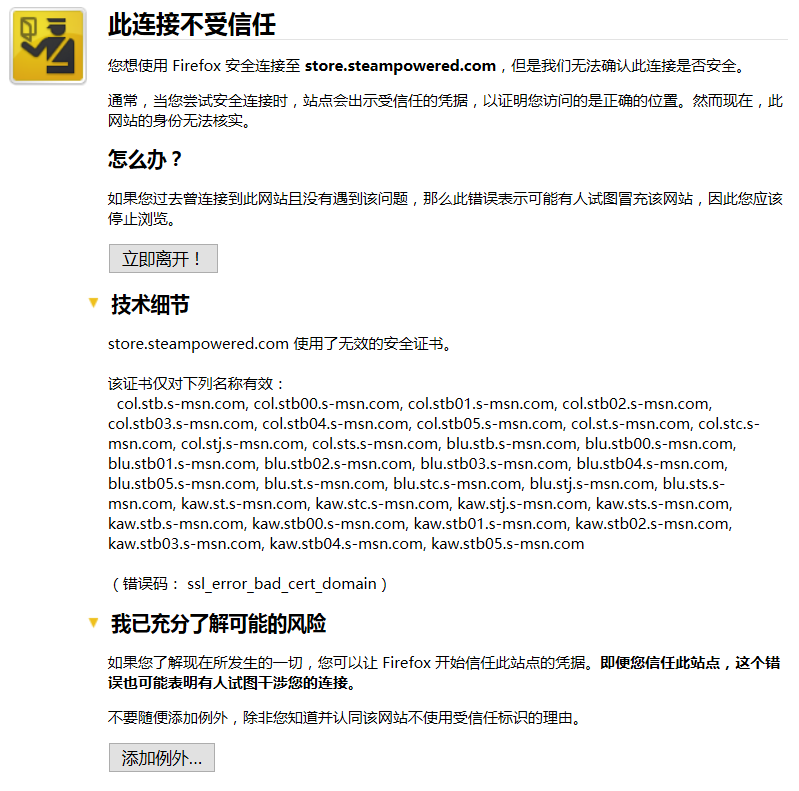 此连接不受信任
您想使用 Firefox 安全连接至 store.steampowered.com，但是我们无法确认此连接是否安全。
通常，当您尝试安全连接时，站点会出示受信任的凭据，以证明您访问的是正确的位置。然而现在，此
网站的身份无法核实。
怎么办？
如果您过去曾连接到此网站且没有遇到该问题，那么此错误表示可能有人试图冒充该网站，因此您应该
停止浏览。
立即离开！
技术细节
store.steampowered.com 使用了无效的安全证书。
该证书仅对下列名称有效：
col.stb.s-msn.com, col.stb00.s-msn.com, col.stb01.s-msn.com, col.stb02.s-msn.com,
col.stb03.s-msn.com, col.stb04.s-msn.com, col.stb05.s-msn.com, col.st.s-msn.com, col.stc.s-
msn.com, col.stj.s-msn.com, col.sts.s-msn.com, blu.stb.s-msn.com, blu.stb00.s-msn.com,
blu.stb01.s-msn.com, blu.stb02.s-msn.com, blu.stb03.s-msn.com, blu.stb04.s-msn.com,
blu.stb05.s-msn.com, blu.st.s-msn.com, blu.stc.s-msn.com, blu.stj.s-msn.com, blu.sts.s-
msn.com, kaw.st.s-msn.com, kaw.stc.s-msn.com, kaw.stj.s-msn.com, kaw.sts.s-msn.com,
kaw.stb.s-msn.com, kaw.stb00.s-msn.com, kaw.stb01.s-msn.com, kaw.stb02.s-msn.com,
kaw.stb03.s-msn.com, kaw.stb04.s-msn.com, kaw.stb05.s-msn.com
（错误码： ssl_error_bad_cert_domain）
我已充分了解可能的风险
如果您了解现在所发生的一切，您可以让 Firefox 开始信任此站点的凭据。即便您信任此站点，这个错
误也可能表明有人试图干涉您的连接。
不要随便添加例外，除非您知道并认同该网站不使用受信任标识的理由。
添加例外...